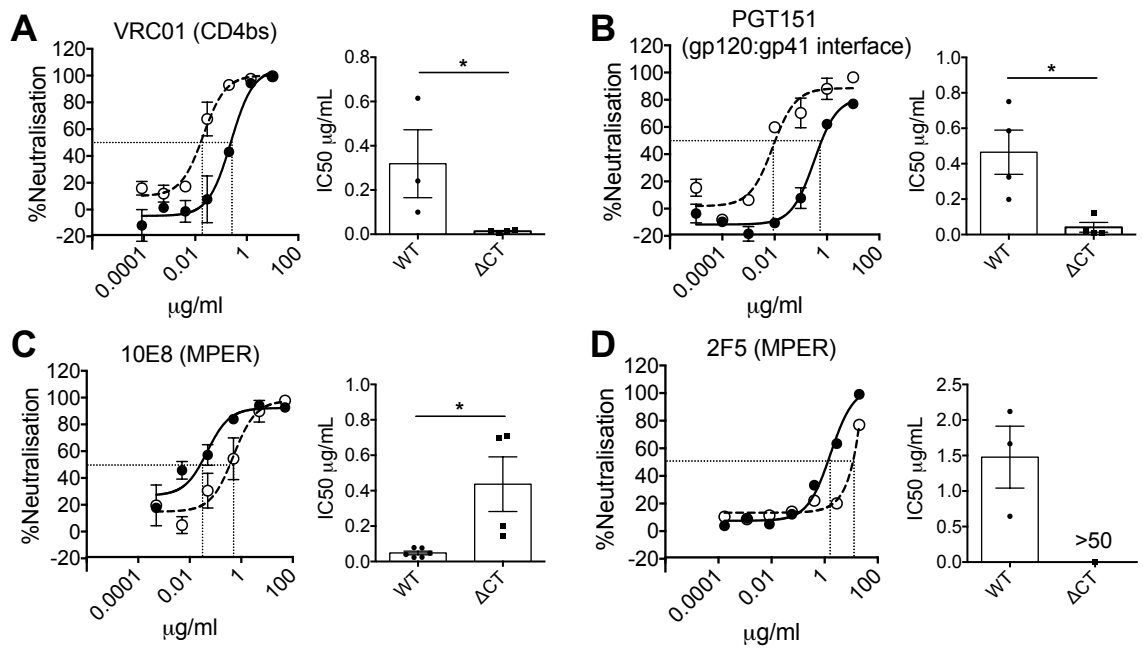 A
VRC01 (CD4bs)
%Neutralisation
120
100
80
60
40
20
0
-20
0.0001
0.01
1
100
µg/ml
*
IC50 µg/mL
0.8
0.6
0.4
0.2
0.0
WT
ΔCT
B
PGT151
(gp120:gp41 interface)
%Neutralisation
120
100
80
60
40
20
0
-20
0.0001
0.01
1
100
µg/ml
*
IC50 µg/mL
1.0
0.8
0.6
0.4
0.2
0.0
WT
ΔCT
C
10E8 (MPER)
%Neutralisation
120
100
80
60
40
20
0
-20
0.0001
0.01
1
100
µg/ml
*
IC50 µg/mL
1.0
0.8
0.6
0.4
0.2
0.0
WT
ΔCT
D
2F5 (MPER)
%Neutralisation
120
100
80
60
40
20
0
-20
0.0001
0.01
1
100
µg/ml
IC50 µg/mL
2.5
2.0
1.5
1.0
0.5
0.0
>50
WT
ΔCT